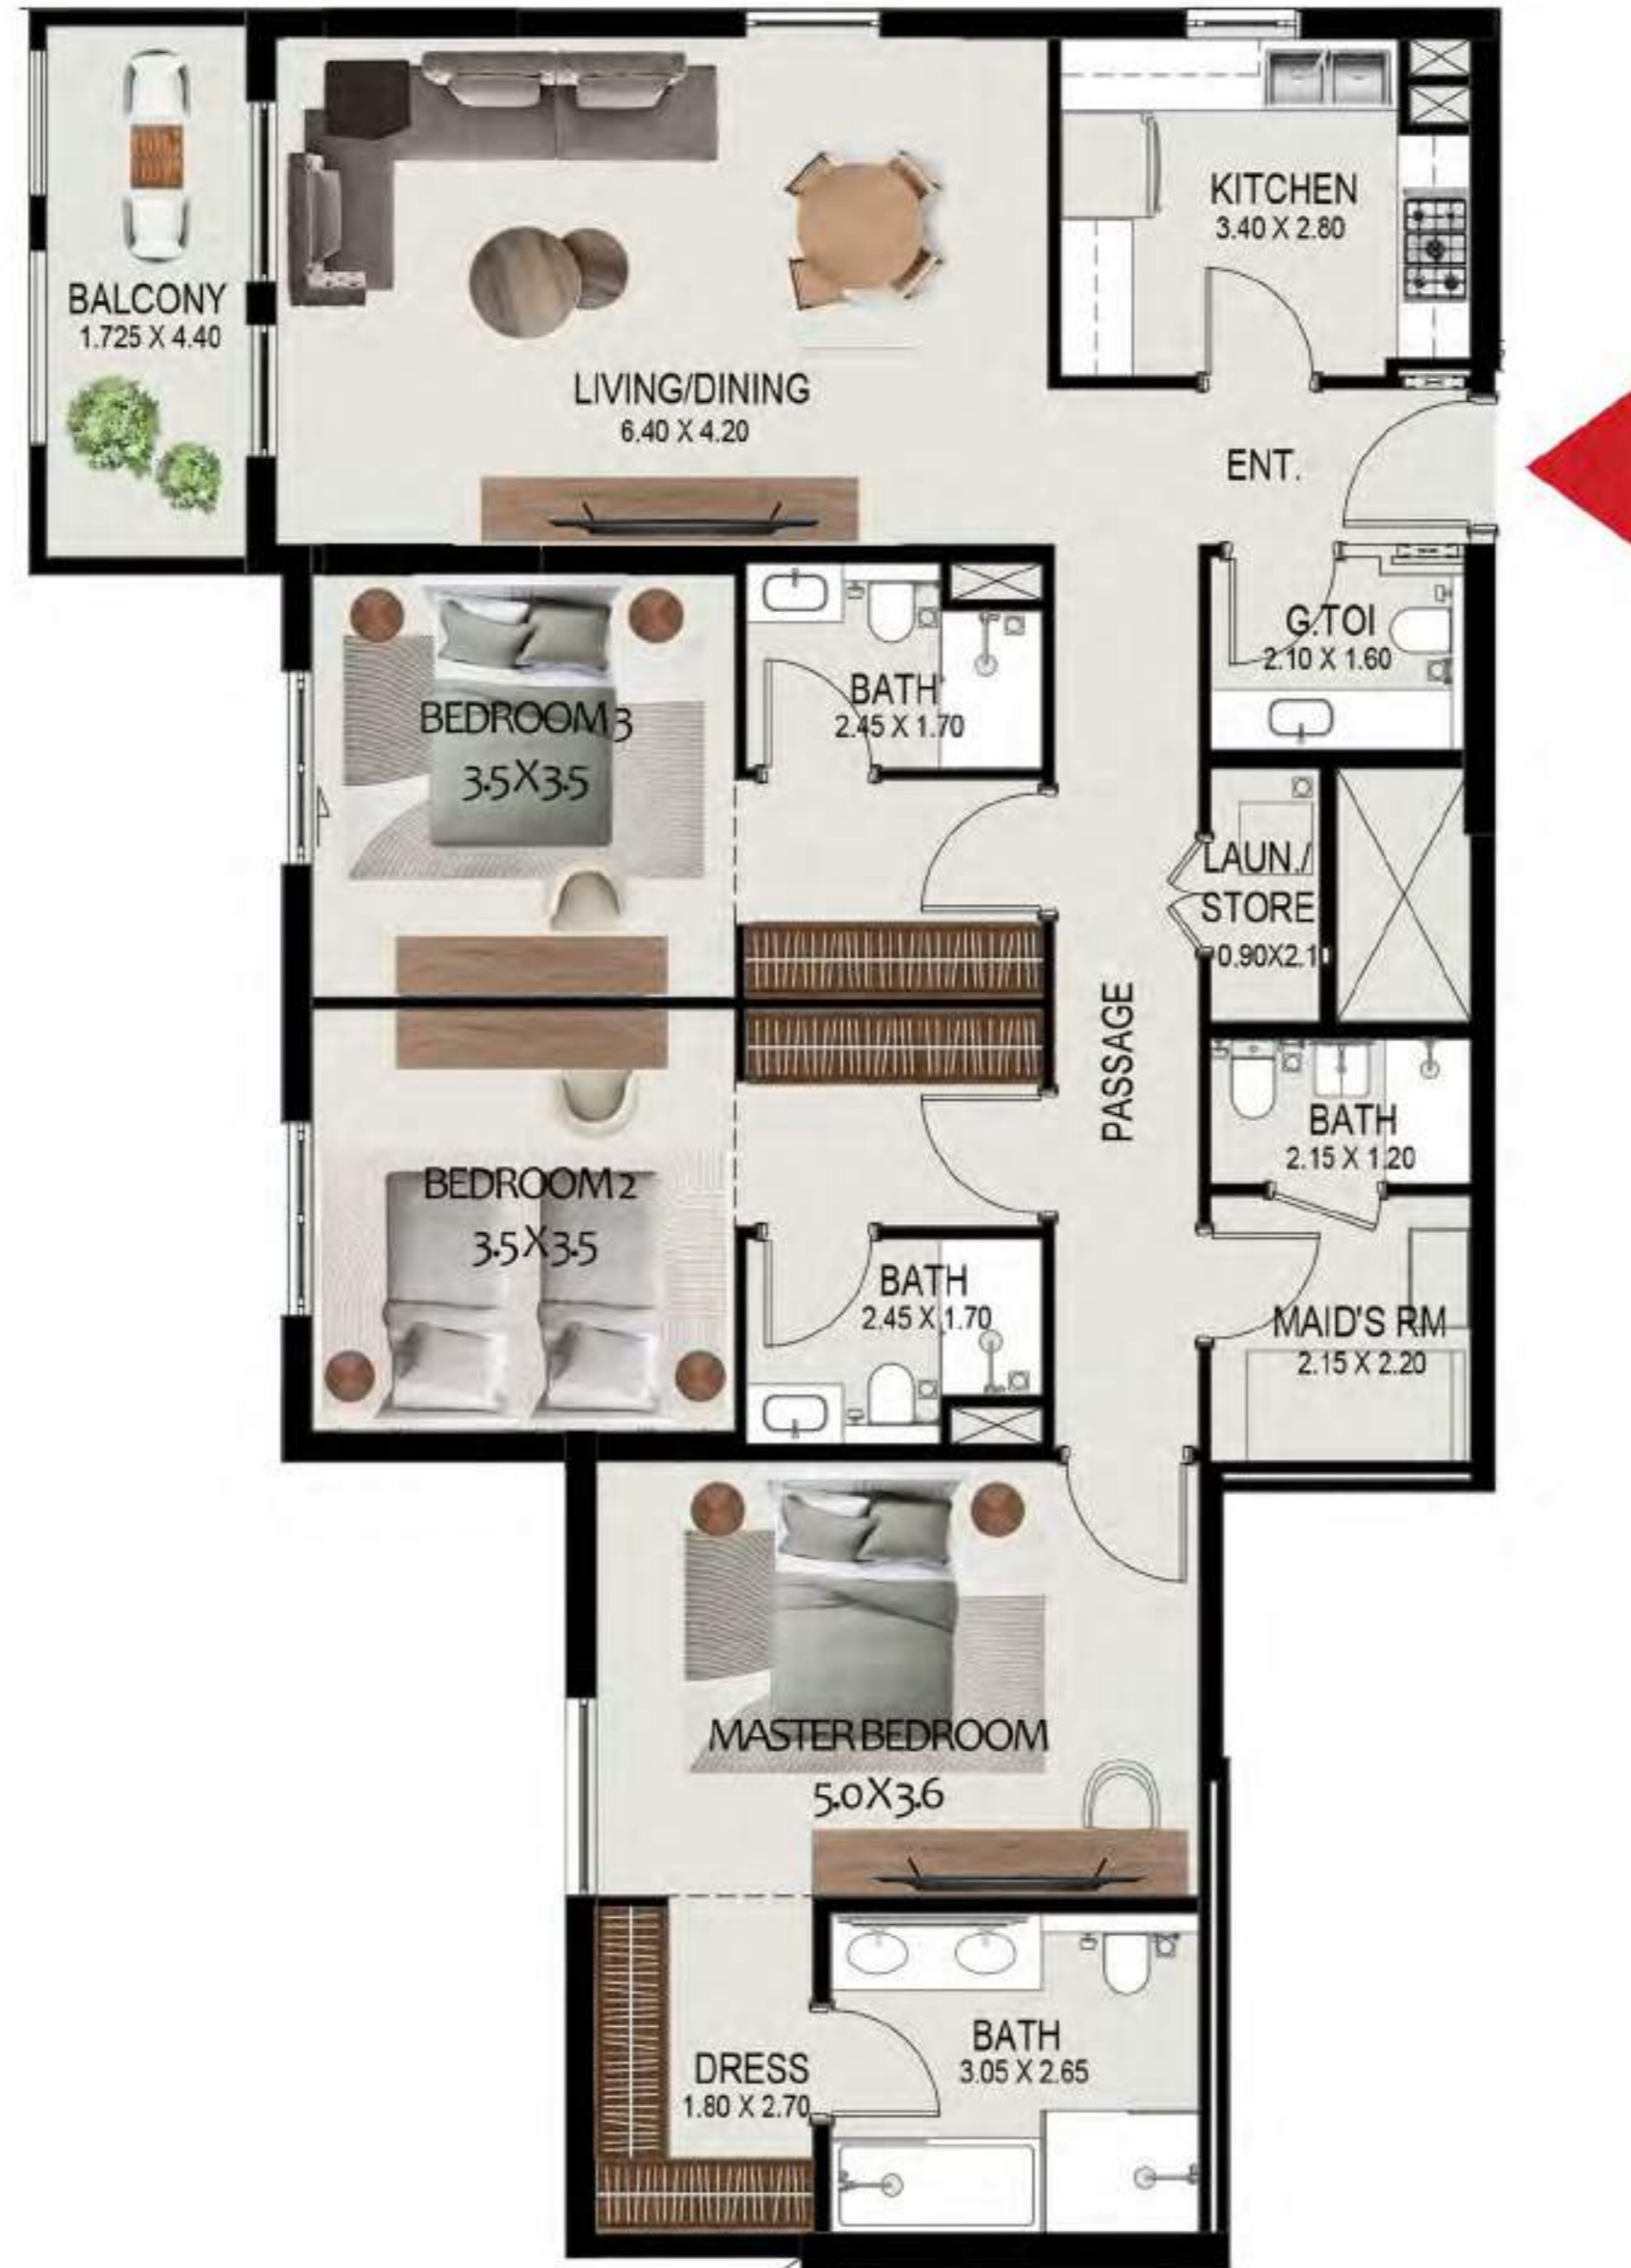 KITCHEN
3.40 X 2.80
BALCONY
1.725 X 4.40
LIVING/DINING
6.40 X 4.20
ENT.
G.TOI
2.10 X 1.60
BATH
2.45 X 1.70
BEDROOM 3
3.5X3.5
LAUN./
STORE
0.90X2.1
PASSAGE
BATH
2.15 X 1.20
BEDROOM 2
3.5X3.5
BATH
2.45 X 1.70
MAID'S RM
2.15 X 2.20
MASTER BEDROOM
5.0X3.6
BATH
3.05 X 2.65
DRESS
1.80 X 2.70